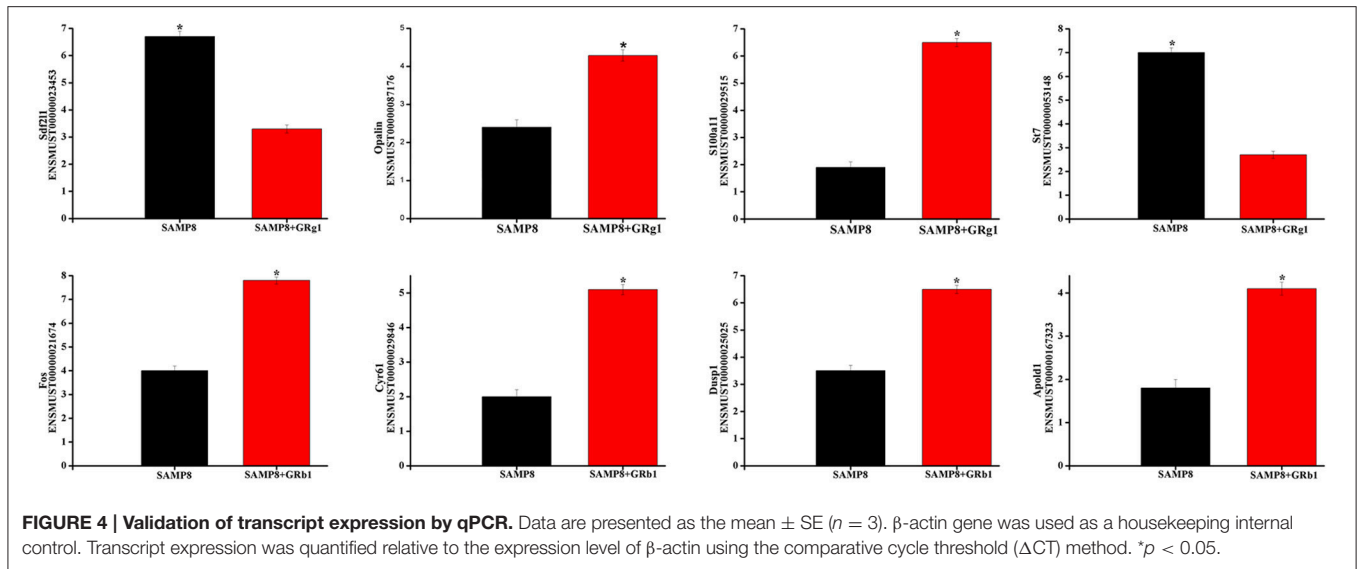 7
6
5
4
3
2
1
0
*
Sdf2l1
ENSMUST00000023453
SAMP8
SAMP8+GRg1
5
4
3
2
1
0
*
Opalin
ENSMUST00000087176
SAMP8
SAMP8+GRg1
7
6
5
4
3
2
1
0
*
S100a11
ENSMUST00000029515
SAMP8
SAMP8+GRg1
8
7
6
5
4
3
2
1
0
*
St7
ENSMUST00000053148
SAMP8
SAMP8+GRg1
8
7
6
5
4
3
2
1
0
*
Fos
ENSMUST00000021674
SAMP8
SAMP8+GRb1
5
4
3
2
1
0
*
Cyr61
ENSMUST00000029846
SAMP8
SAMP8+GRb1
7
6
5
4
3
2
1
0
*
Dusp1
ENSMUST00000025025
SAMP8
SAMP8+GRb1
4
3
2
1
0
*
Apold1
ENSMUST00000167323
SAMP8
SAMP8+GRb1
FIGURE 4 | Validation of transcript expression by qPCR. Data are presented as the mean ± SE (n = 3). β-actin gene was used as a housekeeping internal
control. Transcript expression was quantified relative to the expression level of β-actin using the comparative cycle threshold (ΔCT) method. *p < 0.05.